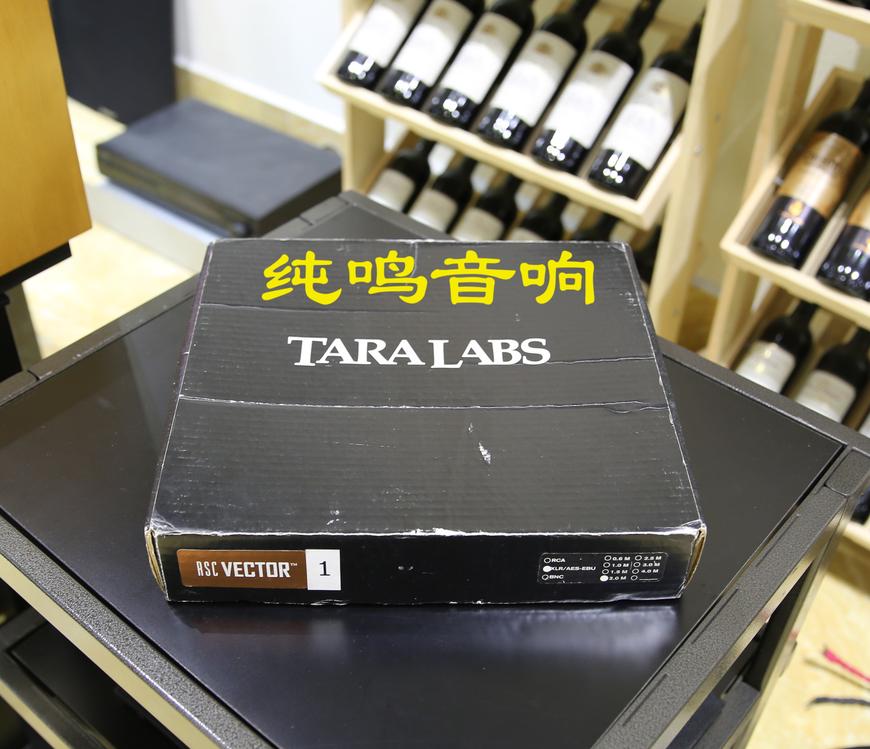 纯鸣音响
TARA LABS
RSC VECTOR™ 1
RCA 0.6 M 2.5 M
XLR/AES-EBU 1.0 M 3.0 M
BNC 1.5 M 4.0 M
2.0 M